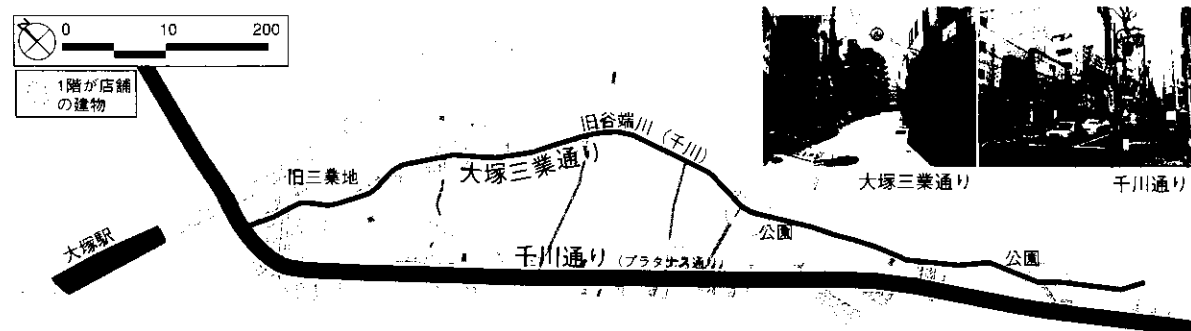 0 10 200
1階が店舗
の建物
旧谷端川(千川)
大塚三業通り
旧三業地
大塚駅
千川通り(プラタナス通り)
公園
公園
大塚三業通り
千川通り